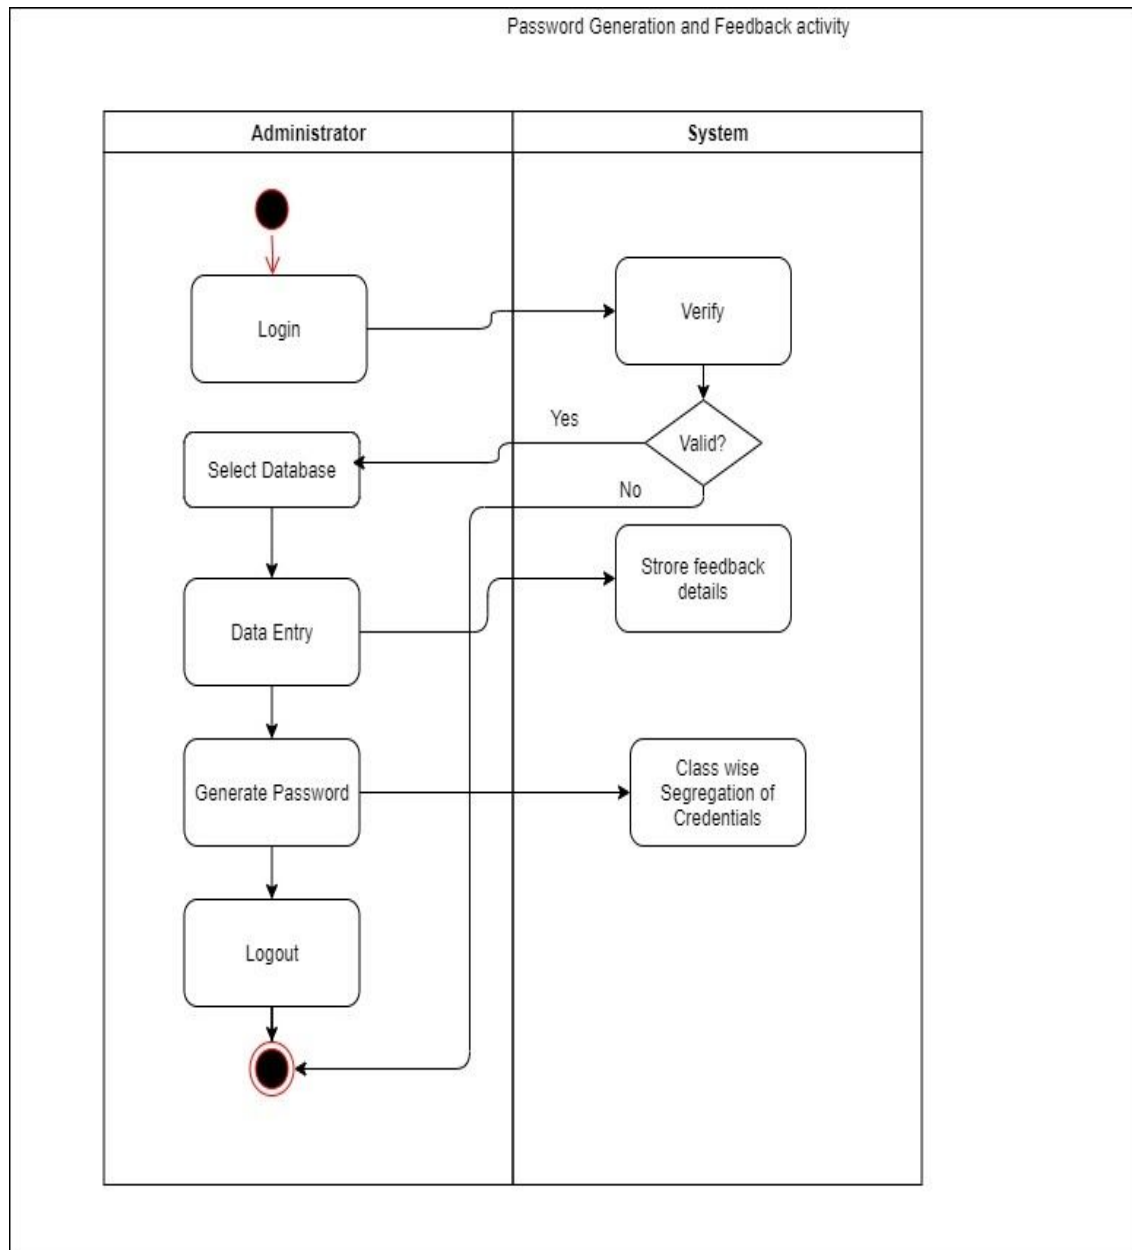 Password Generation and Feedback activity
Administrator
System
Login
Verify
Yes
Valid?
Select Database
No
Strore feedback
details
Data Entry
Generate Password
Class wise
Segregation of
Credentials
Logout